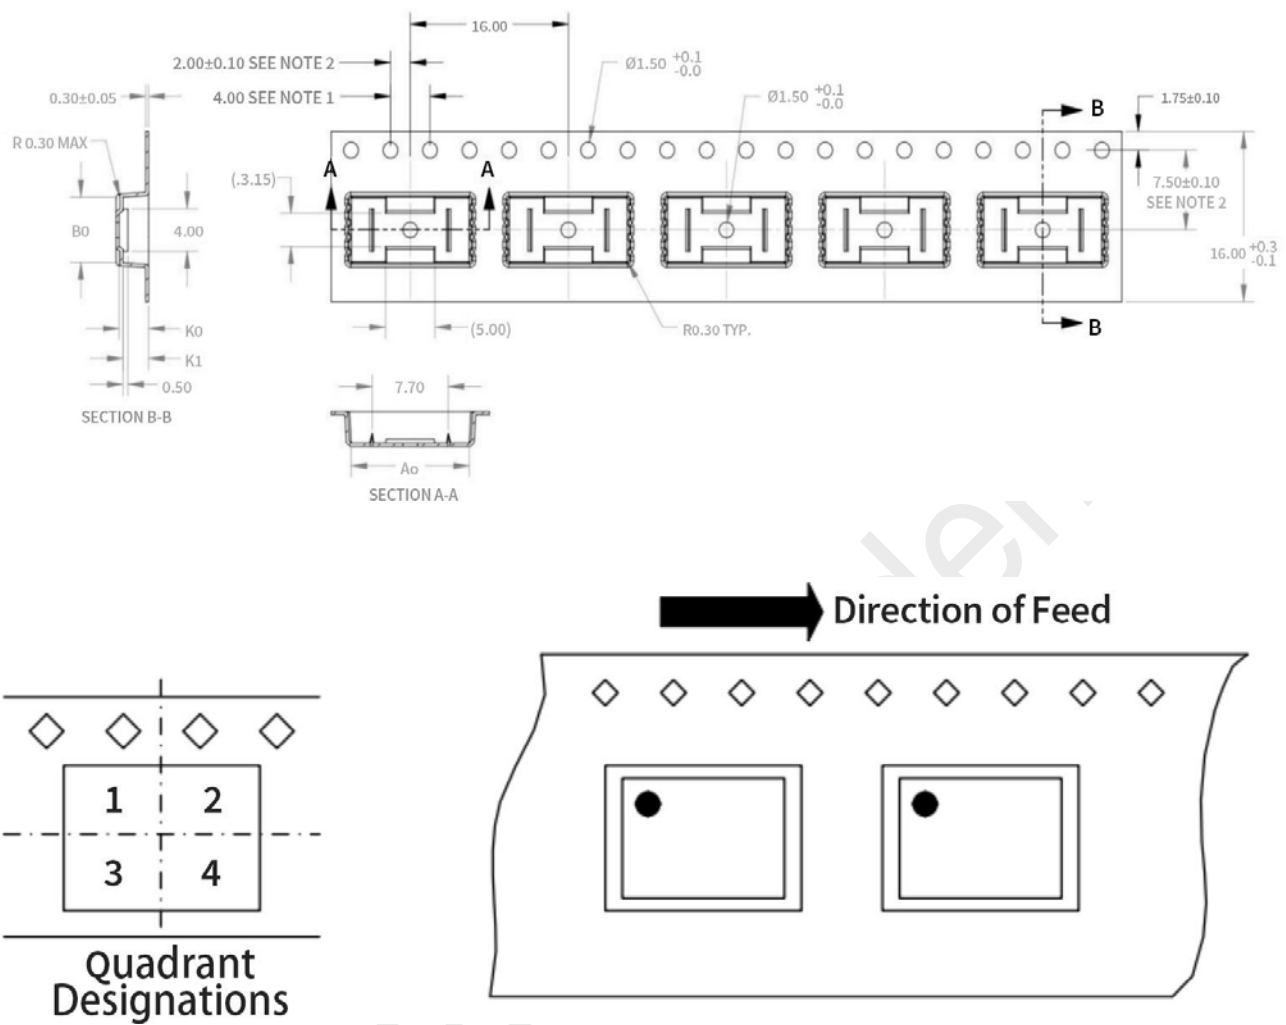 16.00
2.00±0.10 SEE NOTE 2
Ø1.50 +0.1 -0.0
0.30±0.05
4.00 SEE NOTE 1
Ø1.50 +0.1 -0.0
1.75±0.10
B
R 0.30 MAX
A
A
(.3.15)
7.50±0.10
SEE NOTE 2
B0
4.00
16.00 +0.3 -0.1
K0
(5.00)
R0.30 TYP.
B
K1
0.50
7.70
SECTION B-B
Ao
SECTION A-A
Direction of Feed
1 2
3 4
Quadrant
Designations